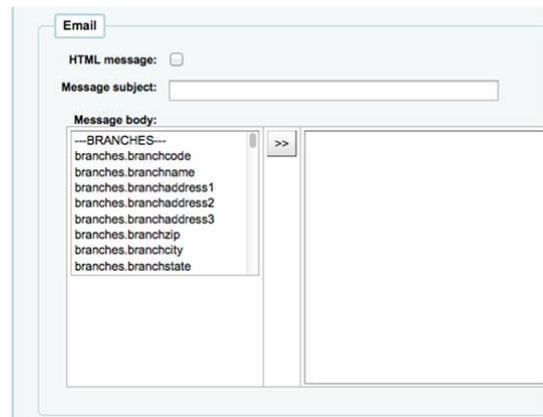 Email
HTML message:
Message subject:
Message body:
---BRANCHES---
>>
branches.branchcode
branches.branchname
branches.branchaddress1
branches.branchaddress2
branches.branchaddress3
branches.branchzip
branches.branchcity
branches.branchstate